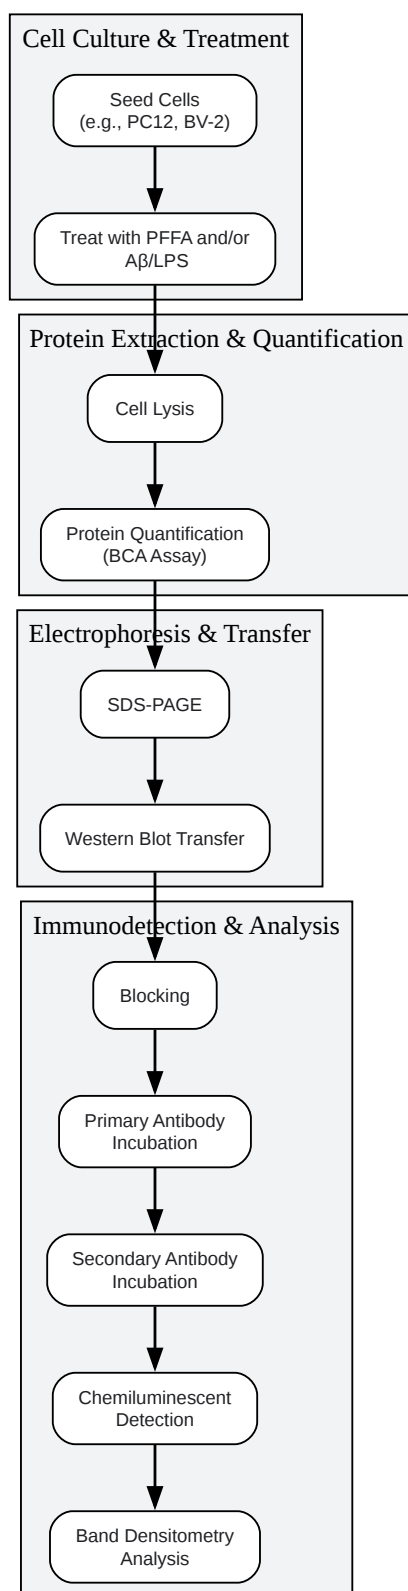 Cell Culture & Treatment
Seed Cells
(e.g., PC12, BV-2)
Treat with PFFA and/or
Aβ/LPS
Protein Extraction & Quantification
Cell Lysis
Protein Quantification
(BCA Assay)
Electrophoresis & Transfer
SDS-PAGE
Western Blot Transfer
Immunodetection & Analysis
Blocking
Primary Antibody
Incubation
Secondary Antibody
Incubation
Chemiluminescent
Detection
Band Densitometry
Analysis